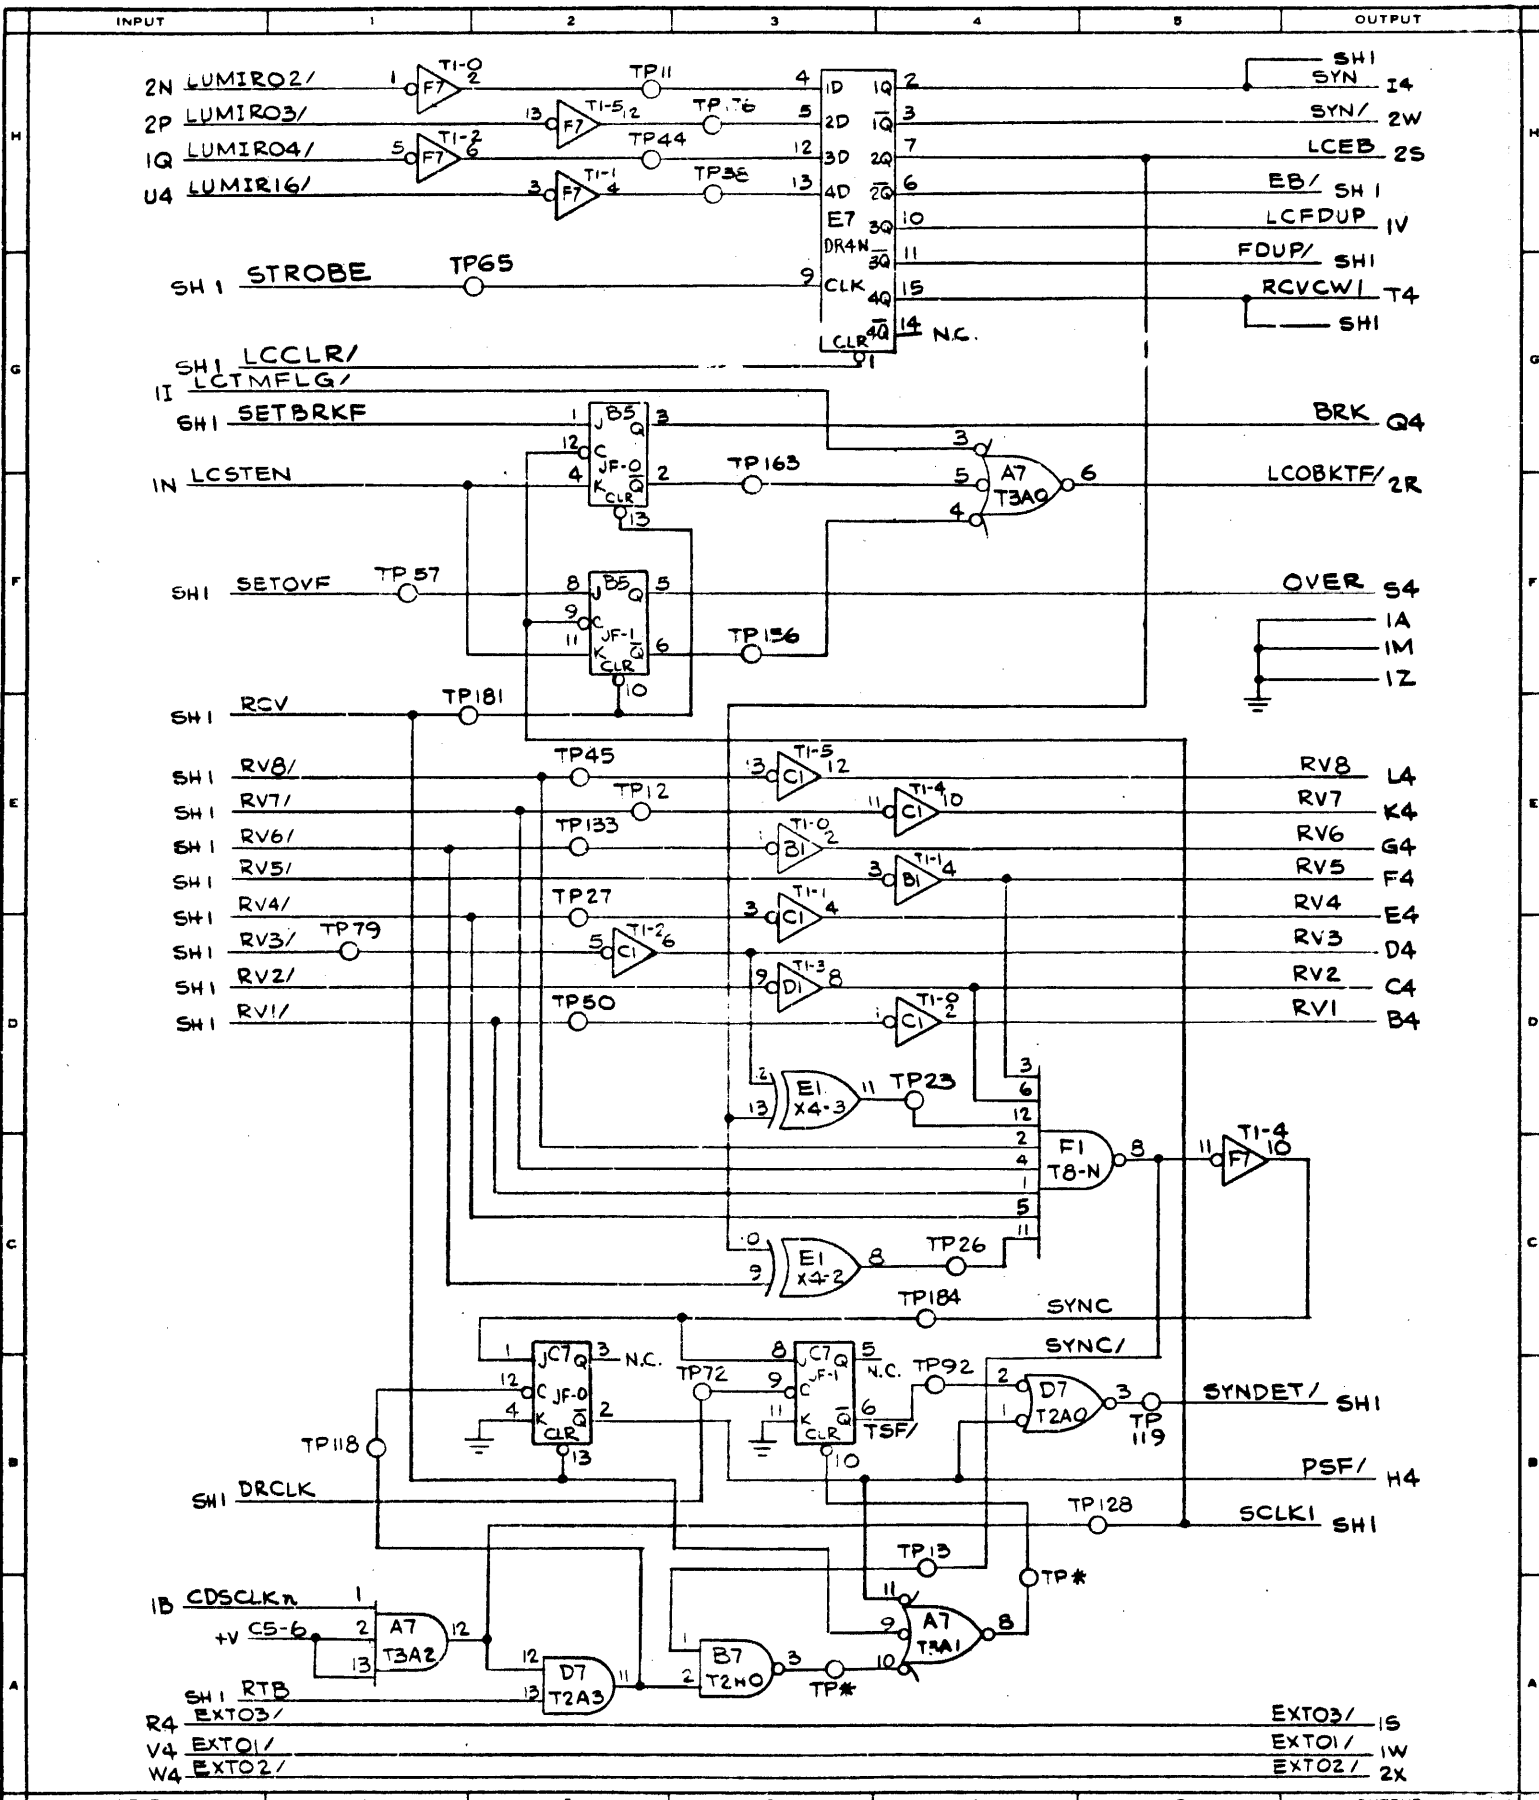 INPUT 1 2 3 4 5 OUTPUT
2N LUMIRO2/ 1 F7 T1-0 2 TP11 4 1D 1Q 2 SH1 SYN I4
2P LUMIRO3/ 13 F7 T1-5 12 5 2D 1Q 3 SYN/ 2W
H H
1Q LUMIRO4/ 5 F7 T1-2 6 TP44 12 3D 2Q 7 LCEB 2S
U4 LUMIR16/ 3 F7 T1-1 4 TP38 13 4D 2Q 6 EB/ SH1
E7 3Q 10 LCFDUP 1V
DR4N 3Q 11 FDUP/ SH1
SH1 STROBE TP65 9 CLK 4Q 15 RCVCW1 T4
SH1
4Q 14 N.C.
CLR 1
SH1 LCCLR/
G G
1I LCTMFLG/
SH1 SETBRKF 1 J B5 Q 3 BRK Q4
12 C JF-0 3
1N LCSTEN 4 K Q 2 TP163 5 A7 T3A0 6 LCOBKTF/ 2R
CLR 13 4
F F
SH1 SETOVF TP57 8 J B5 Q 5 OVER S4
9 C JF-1 1A
11 K Q 6 TP156 1M
CLR 10 1Z
SH1 RCV TP181
SH1 RV8/ TP45 13 C1 T1-5 12 RV8 L4
E E
SH1 RV7/ TP12 11 C1 T1-4 10 RV7 K4
SH1 RV6/ TP133 1 B1 T1-0 2 RV6 G4
SH1 RV5/ 3 B1 T1-1 4 RV5 F4
SH1 RV4/ TP27 3 C1 T1-1 4 RV4 E4
SH1 RV3/ TP79 5 C1 T1-2 6 RV3 D4
SH1 RV2/ 9 D1 T1-3 8 RV2 C4
D D
SH1 RV1/ TP50 1 C1 T1-0 2 RV1 B4
3
12 E1 X4-3 11 TP23 6
13 12
2 F1 T8-N 8 11 F7 T1-4 10
4
1
5
C C
10 E1 X4-2 8 TP26 11
9
TP184 SYNC
SYNC/
1 J C7 Q 3 N.C. 8 J C7 Q 5 N.C.
12 C JF-0 TP72 9 C JF-1 TP92 2 D7 T2A0 3 SYNDET/ SH1
4 K Q 2 11 K Q 6 TSF/ 1 TP 119
TP118 CLR 13 CLR 10
B B
PSF/ H4
SH1 DRCLK
TP128 SCLK1 SH1
TP13
TP*
1B CDSCLKn 1 11
+V C5-6 2 A7 T3A2 12 9 A7 T3A1 8
13 12 D7 T2A3 11 1 B7 T2H0 3 TP* 10
2
A A
SH1 RTB 13
R4 EXTO3/ EXTO3/ 1S
V4 EXTO1/ EXTO1/ 1W
W4 EXTO2/ EXTO2/ 2X